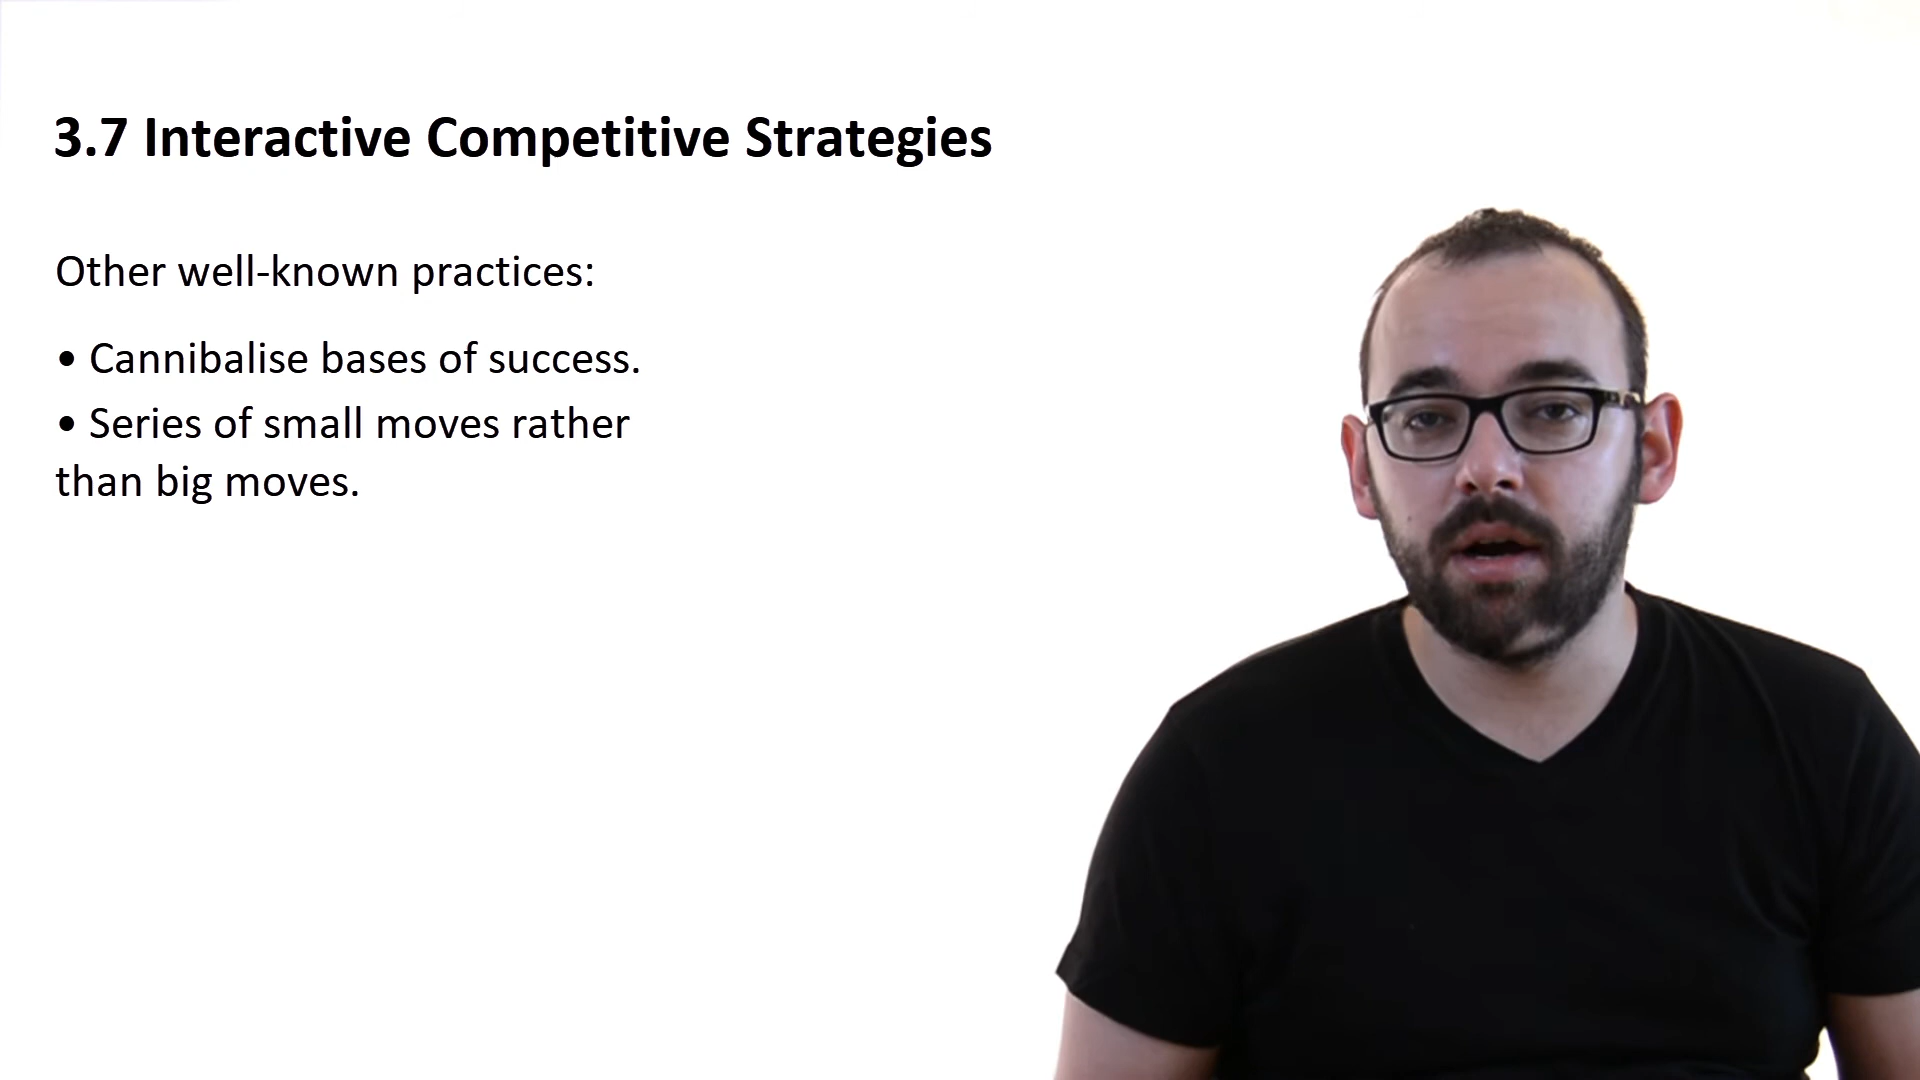 3.7 Interactive Competitive Strategies
Other well-known practices:
• Cannibalise bases of success.
• Series of small moves rather
than big moves.